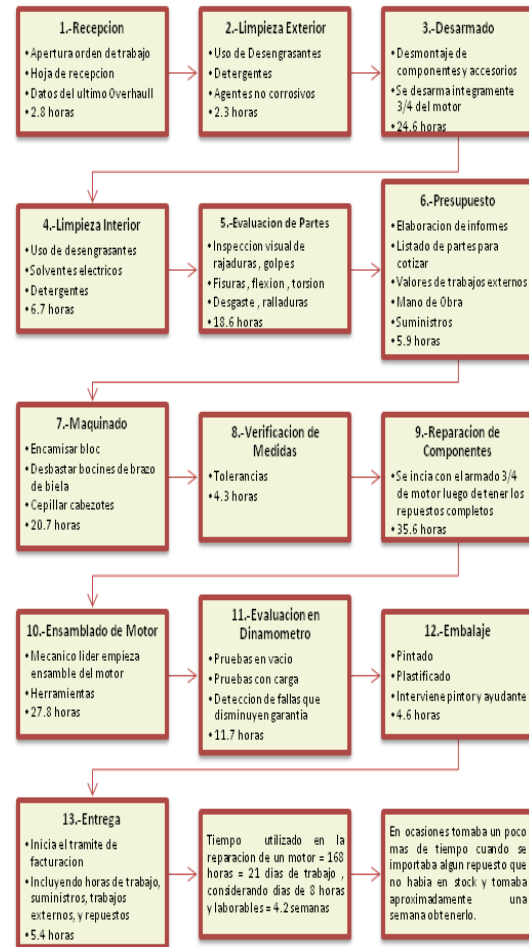 1.-Recepcion
• Apertura orden de trabajo
• Hoja de recepcion
• Datos del ultimo Overhaull
• 2.8 horas
2.-Limpieza Exterior
• Uso de Desengrasantes
• Detergentes
• Agentes no corrosivos
• 2.3 horas
3.-Desarmado
• Desmontaje de
componentes y accesorios
• Se desarma integramente
3/4 del motor
• 24.6 horas
4.-Limpieza Interior
• Uso de desengrasantes
• Solventes electricos
• Detergentes
• 6.7 horas
5.-Evaluacion de Partes
• Inspeccion visual de
rajaduras , golpes
• Fisuras, flexion , torsion
• Desgaste , ralladuras
• 18.6 horas
6.-Presupuesto
• Elaboracion de informes
• Listado de partes para
cotizar
• Valores de trabajos externos
• Mano de Obra
• Suministros
• 5.9 horas
7.-Maquinado
• Encamisar bloc
• Desbastar bocines de brazo
de biela
• Cepillar cabezotes
• 20.7 horas
8.-Verificacion de
Medidas
• Tolerancias
• 4.3 horas
9.-Reparacion de
Componentes
• Se incia con el armado 3/4
de motor luego de tener los
repuestos completos
• 35.6 horas
10.-Ensamblado de Motor
• Mecanico lider empieza
ensamble del motor
• Herramientas
• 27.8 horas
11.-Evaluacion en
Dinamometro
• Pruebas en vacio
• Pruebas con carga
• Deteccion de fallas que
disminuyen garantia
• 11.7 horas
12.-Embalaje
• Pintado
• Plastificado
• Interviene pintor y ayudante
• 4.6 horas
13.-Entrega
• Inicia el tramite de
facturacion
• Incluyendo horas de trabajo,
suministros, trabajos
externos, y repuestos
• 5.4 horas
Tiempo utilizado en la
reparacion de un motor = 168
horas = 21 dias de trabajo ,
considerando dias de 8 horas
y laborables = 4.2 semanas
En ocasiones tomaba un poco
mas de tiempo cuando se
importaba algun repuesto que
no habia en stock y tomaba
aproximadamente una
semana obtenerlo.